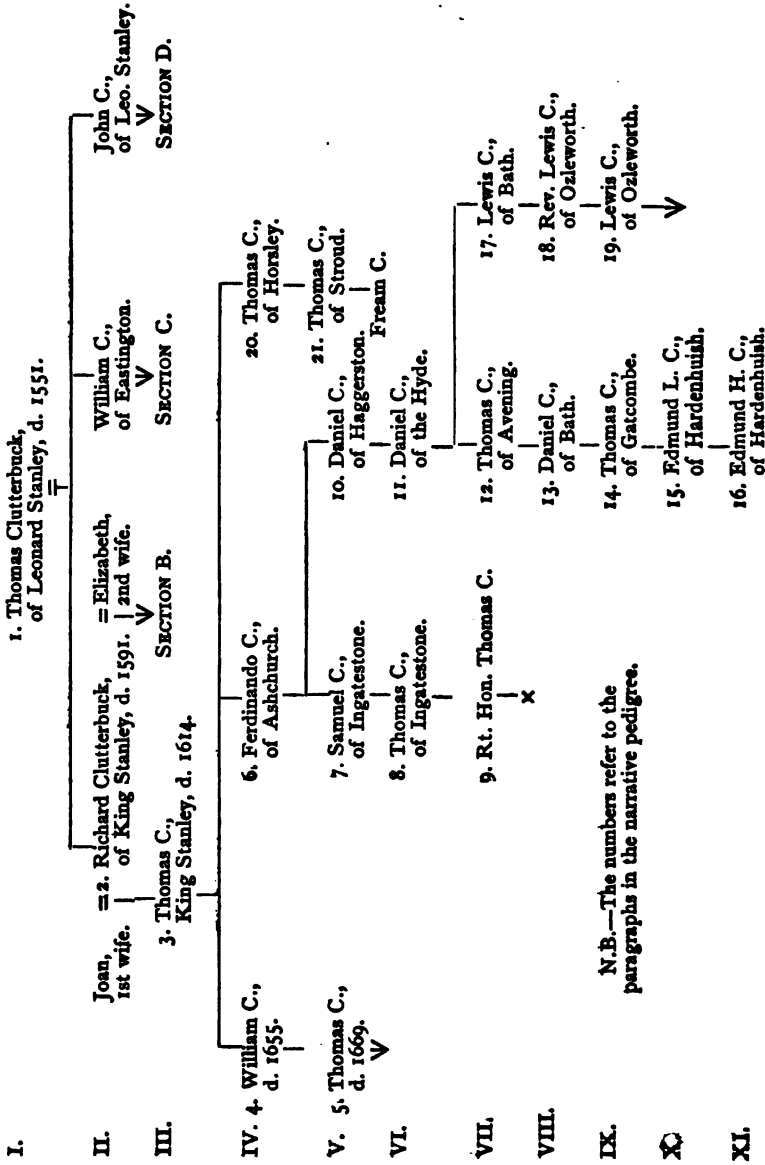 I.
1. Thomas Clutterbuck,
of Leonard Stanley, d. 1551.
II.
Joan,
1st wife.
=2. Richard Clutterbuck,
of King Stanley, d. 1591.
=Elizabeth,
2nd wife.
SECTION B.
William C.,
of Eastington.
SECTION C.
John C.,
of Leo. Stanley.
SECTION D.
III.
3. Thomas C.,
King Stanley, d. 1614.
IV.
4. William C.,
d. 1655.
6. Ferdinando C.,
of Ashchurch.
20. Thomas C.,
of Horsley.
V.
5. Thomas C.,
d. 1669.
7. Samuel C.,
of Ingatestone.
10. Daniel C.,
of Haggerston.
21. Thomas C.,
of Stroud.
VI.
8. Thomas C.,
of Ingatestone.
11. Daniel C.,
of the Hyde.
Fream C.
VII.
9. Rt. Hon. Thomas C.
×
12. Thomas C.,
of Avening.
17. Lewis C.,
of Bath.
VIII.
13. Daniel C.,
of Bath.
18. Rev. Lewis C.,
of Ozleworth.
IX.
14. Thomas C.,
of Gatcombe.
19. Lewis C.,
of Ozleworth.
X.
15. Edmund L. C.,
of Hardenhuish.
XI.
16. Edmund H. C.,
of Hardenhuish.
N.B.—The numbers refer to the
paragraphs in the narrative pedigree.